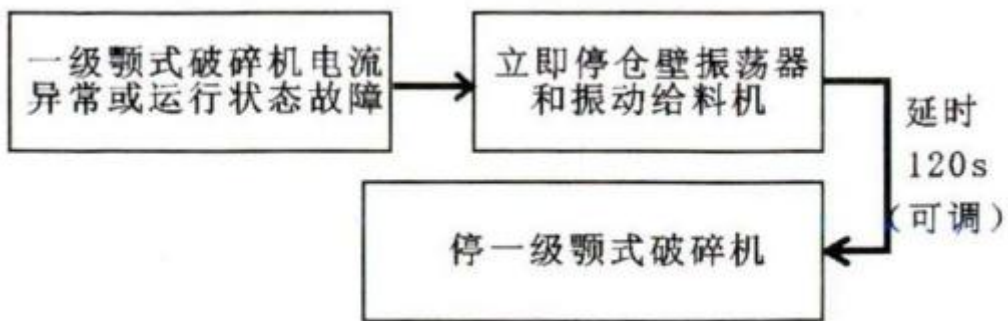 一级颚式破碎机电流
异常或运行状态故障
立即停仓壁振荡器
和振动给料机
延时
120s
（可调）
停一级颚式破碎机